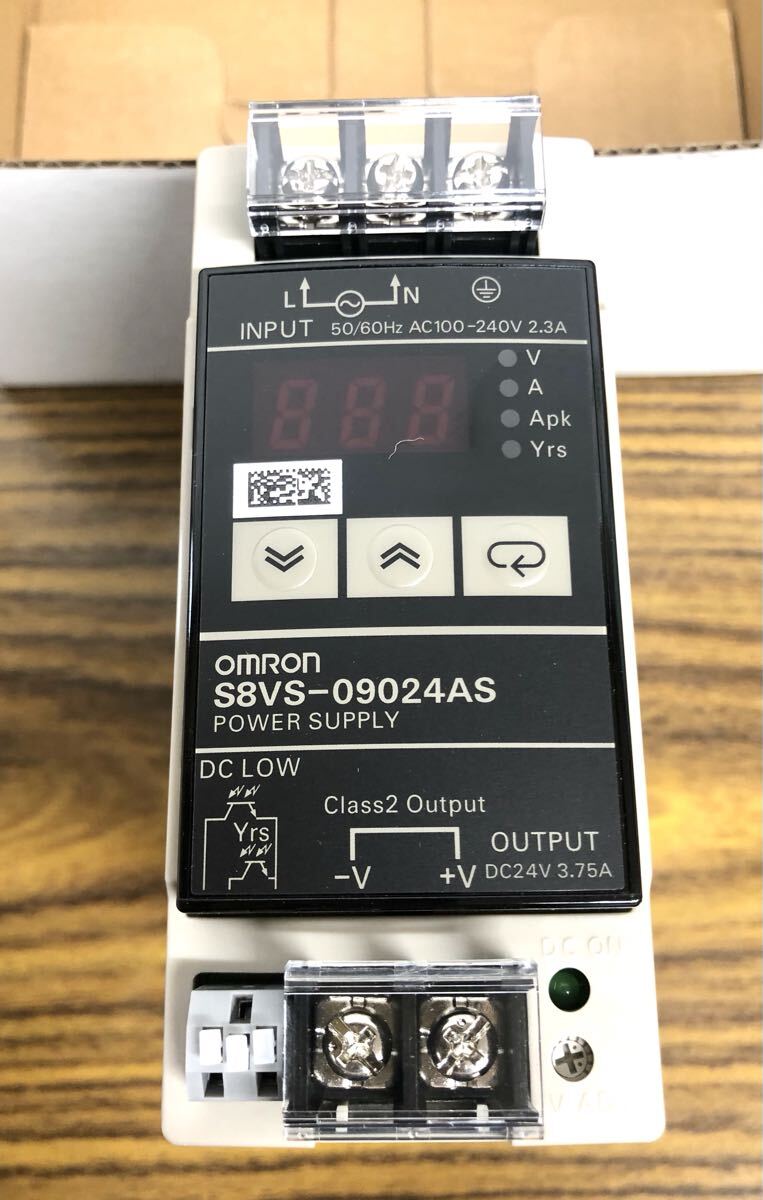 L N
INPUT 50/60Hz AC100-240V 2.3A
V
A
Apk
Yrs
omron
S8VS-09024AS
POWER SUPPLY
DC LOW
Yrs
Class2 Output
-V +V
OUTPUT
DC24V 3.75A
DC ON